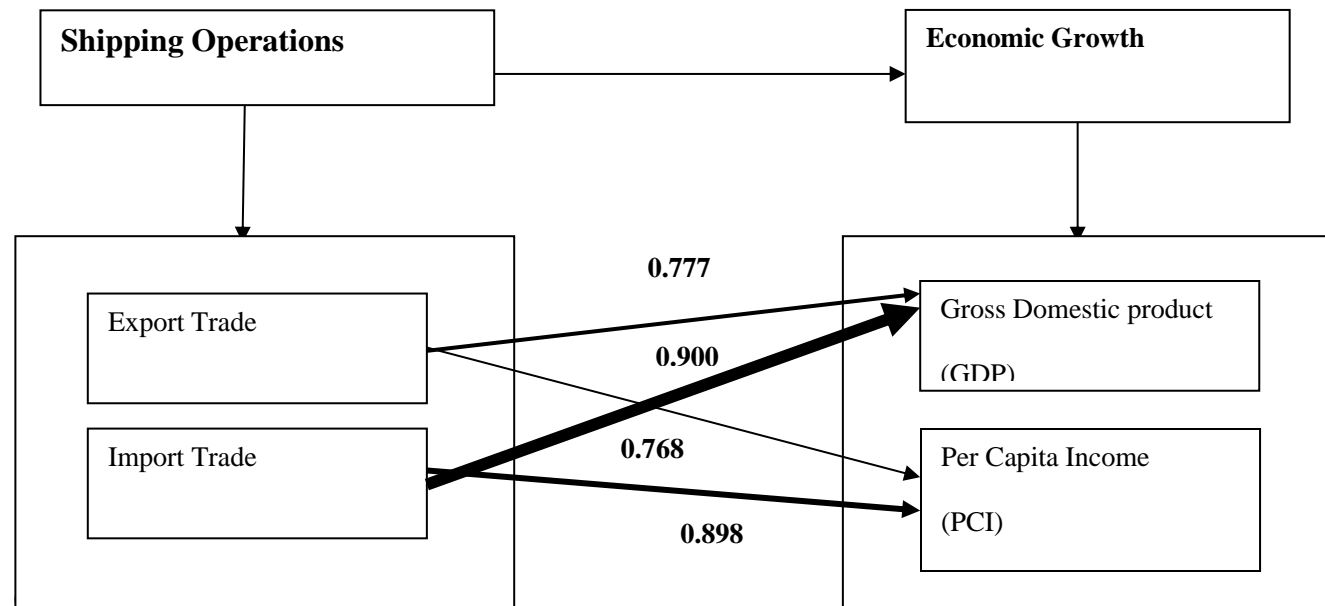 Shipping Operations
Economic Growth
0.777
Export Trade
Gross Domestic product
(GDP)
0.900
Import Trade
0.768
Per Capita Income
(PCI)
0.898